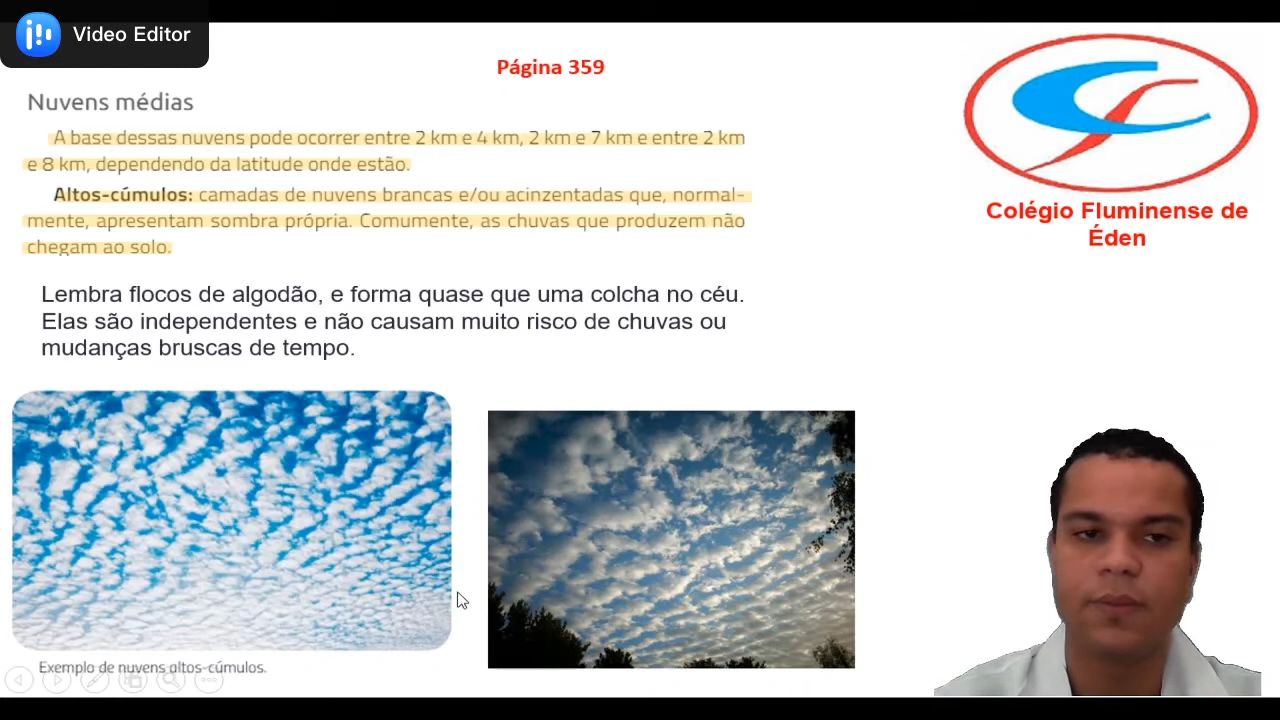 Video Editor
Página 359
Nuvens médias
A base dessas nuvens pode ocorrer entre 2 km e 4 km, 2 km e 7 km e entre 2 km
e 8 km, dependendo da latitude onde estão.
Altos-cúmulos: camadas de nuvens brancas e/ou acinzentadas que, normal-
mente, apresentam sombra própria. Comumente, as chuvas que produzem não
chegam ao solo.
Lembra flocos de algodão, e forma quase que uma colcha no céu.
Elas são independentes e não causam muito risco de chuvas ou
mudanças bruscas de tempo.
Exemplo de nuvens altos-cúmulos.
Colégio Fluminense de
Éden